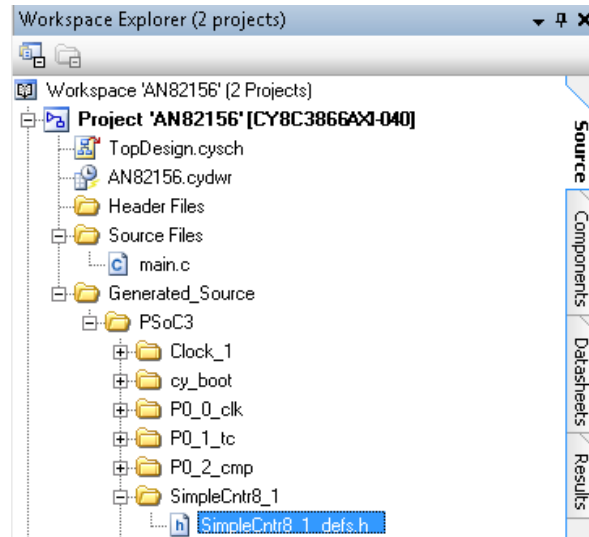 Workspace Explorer (2 projects)
Workspace 'AN82156' (2 Projects)
Project 'AN82156' [CY8C3866AXI-040]
TopDesign.cysch
AN82156.cydwr
Header Files
Source Files
main.c
Generated_Source
PSoC3
Clock_1
cy_boot
P0_0_clk
P0_1_tc
P0_2_cmp
SimpleCntr8_1
SimpleCntr8_1_defs.h
Source
Components
Datasheets
Results